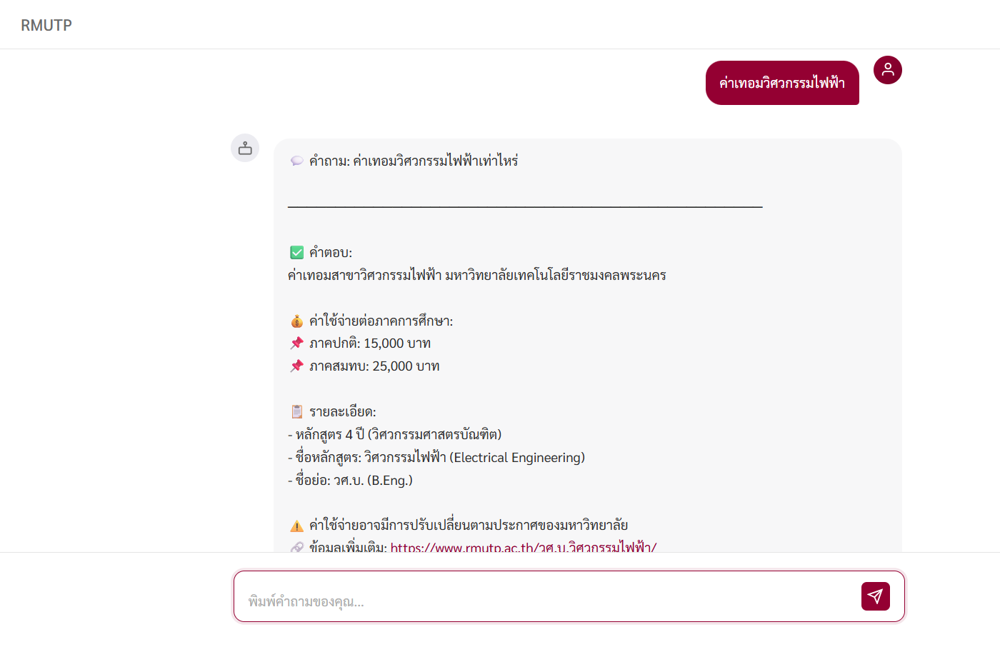 RMUTP
ค่าเทอมวิศวกรรมไฟฟ้า
คำถาม: ค่าเทอมวิศวกรรมไฟฟ้าเท่าไหร่
คำตอบ:
ค่าเทอมสาขาวิศวกรรมไฟฟ้า มหาวิทยาลัยเทคโนโลยีราชมงคลพระนคร
ค่าใช้จ่ายต่อภาคการศึกษา:
ภาคปกติ: 15,000 บาท
ภาคสมทบ: 25,000 บาท
รายละเอียด:
- หลักสูตร 4 ปี (วิศวกรรมศาสตรบัณฑิต)
- ชื่อหลักสูตร: วิศวกรรมไฟฟ้า (Electrical Engineering)
- ชื่อย่อ: วศ.บ. (B.Eng.)
ค่าใช้จ่ายอาจมีการปรับเปลี่ยนตามประกาศของมหาวิทยาลัย
ข้อมูลเพิ่มเติม: https://www.rmutp.ac.th/วศ.บ.วิศวกรรมไฟฟ้า/
พิมพ์คำถามของคุณ...